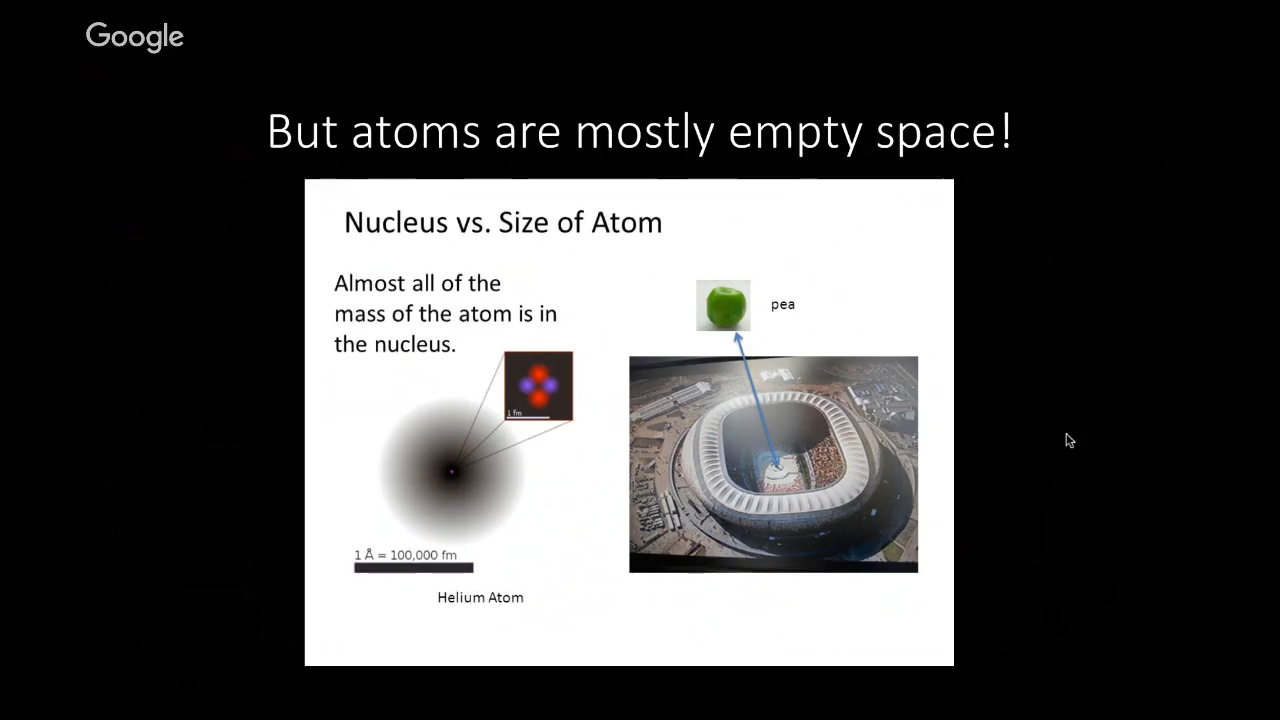 Google
But atoms are mostly empty space!
Nucleus vs. Size of Atom
Almost all of the
mass of the atom is in
the nucleus.
pea
1 fm
1 Å = 100,000 fm
Helium Atom